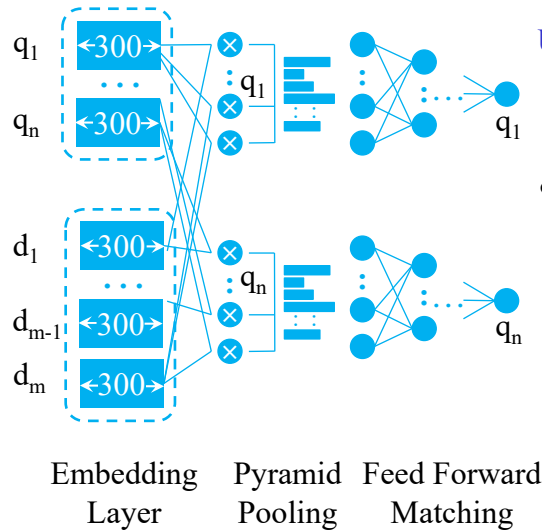 q1
300
q1
q1
qn
300
d1
300
qn
qn
dm-1
300
dm
300
Embedding Layer
Pyramid Pooling
Feed Forward Matching